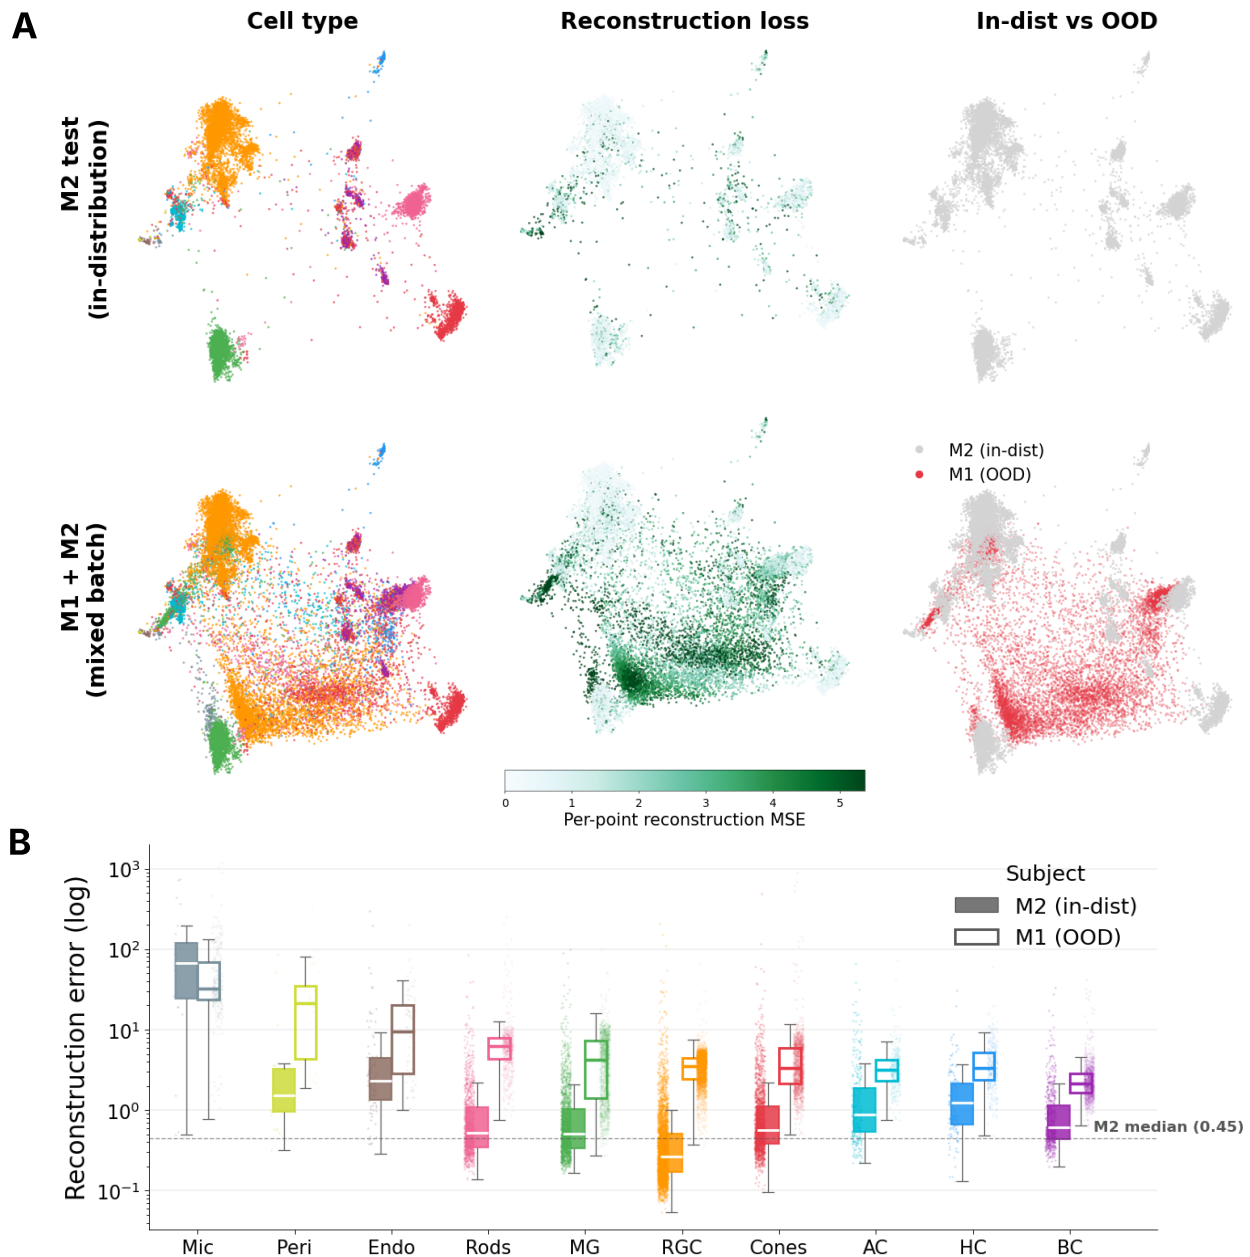 A
Cell type
Reconstruction loss
In-dist vs OOD
M2 test
(in-distribution)
M2 (in-dist)
M1 (OOD)
M1 + M2
(mixed batch)
0 1 2 3 4 5
Per-point reconstruction MSE
B
Reconstruction error (log)
10³
10²
10¹
10⁰
10⁻¹
Subject
M2 (in-dist)
M1 (OOD)
M2 median (0.45)
Mic Peri Endo Rods MG RGC Cones AC HC BC